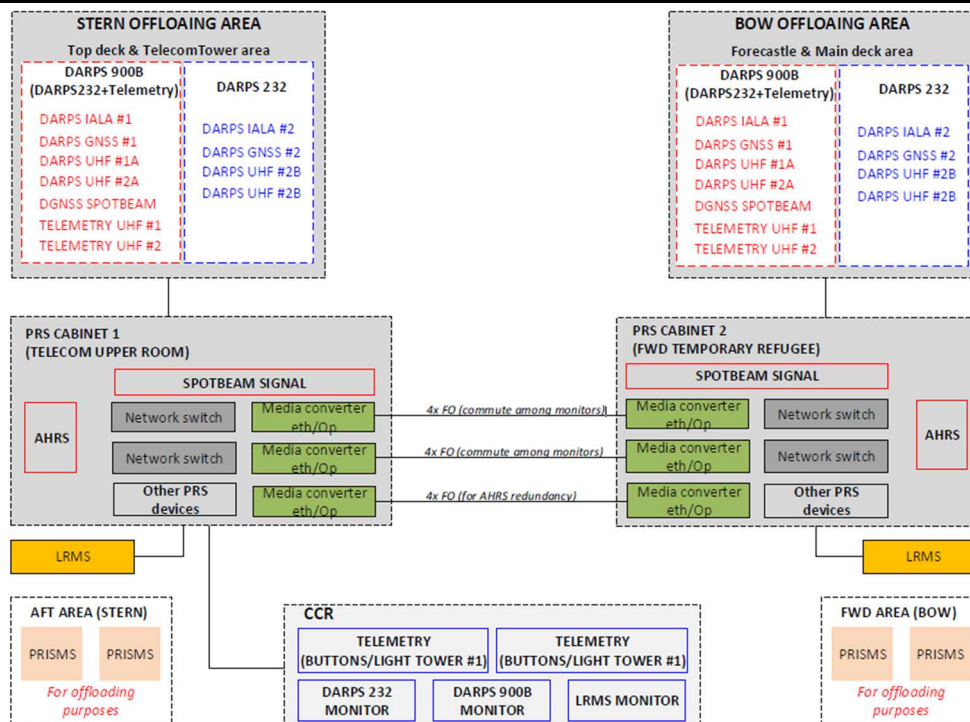 STERN OFFLOAING AREA
Top deck & TelecomTower area
DARPS 900B
(DARPS232+Telemetry)
DARPS IALA #1
DARPS GNSS #1
DARPS UHF #1A
DARPS UHF #2A
DGNSS SPOTBEAM
TELEMETRY UHF #1
TELEMETRY UHF #2
DARPS 232
DARPS IALA #2
DARPS GNSS #2
DARPS UHF #2B
DARPS UHF #2B
BOW OFFLOAING AREA
Forecastle & Main deck area
DARPS 900B
(DARPS232+Telemetry)
DARPS IALA #1
DARPS GNSS #1
DARPS UHF #1A
DARPS UHF #2A
DGNSS SPOTBEAM
TELEMETRY UHF #1
TELEMETRY UHF #2
DARPS 232
DARPS IALA #2
DARPS GNSS #2
DARPS UHF #2B
DARPS UHF #2B
PRS CABINET 1
(TELECOM UPPER ROOM)
SPOTBEAM SIGNAL
AHRS
Network switch
Network switch
Other PRS
devices
Media converter
eth/Op
Media converter
eth/Op
Media converter
eth/Op
4x FO (commute among monitors)
4x FO (commute among monitors)
4x FO (for AHRS redundancy)
PRS CABINET 2
(FWD TEMPORARY REFUGEE)
SPOTBEAM SIGNAL
Media converter
eth/Op
Media converter
eth/Op
Media converter
eth/Op
Network switch
Network switch
Other PRS
devices
AHRS
LRMS
LRMS
AFT AREA (STERN)
PRISMS
PRISMS
For offloading
purposes
CCR
TELEMETRY
(BUTTONS/LIGHT TOWER #1)
TELEMETRY
(BUTTONS/LIGHT TOWER #1)
DARPS 232
MONITOR
DARPS 900B
MONITOR
LRMS MONITOR
FWD AREA (BOW)
PRISMS
PRISMS
For offloading
purposes